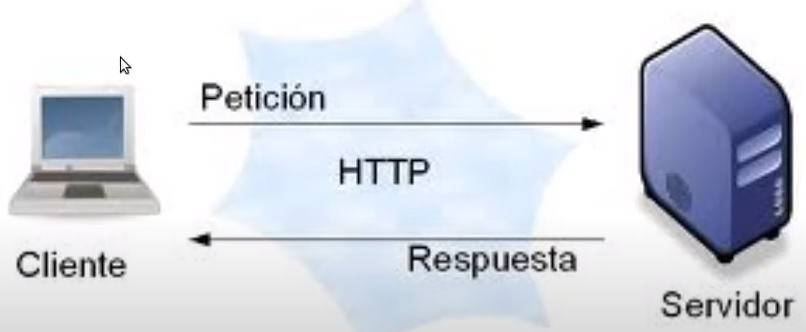 Petición
HTTP
Cliente
Respuesta
Servidor